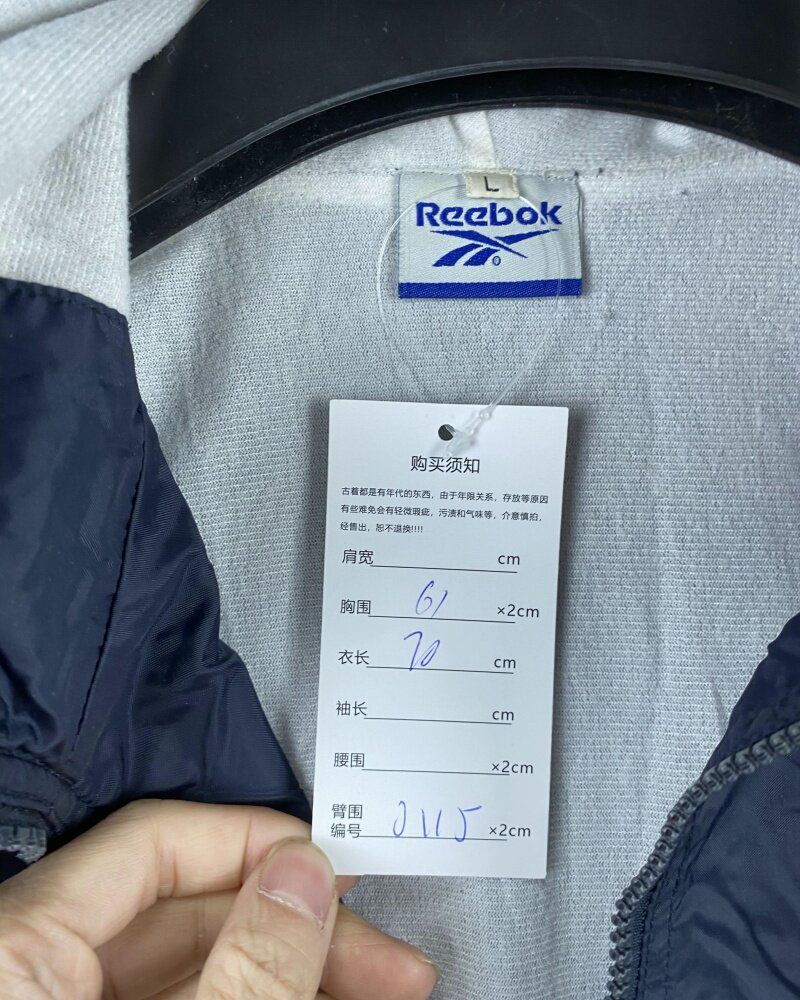 L
Reebok
购买须知
古着都是有年代的东西，由于年限关系，存放等原因
有些难免会有轻微瑕疵，污渍和气味等，介意慎拍，
经售出，恕不退换!!!!
肩宽 cm
胸围 61 ×2cm
衣长 70 cm
袖长 cm
腰围 ×2cm
臂围
编号 0115 ×2cm